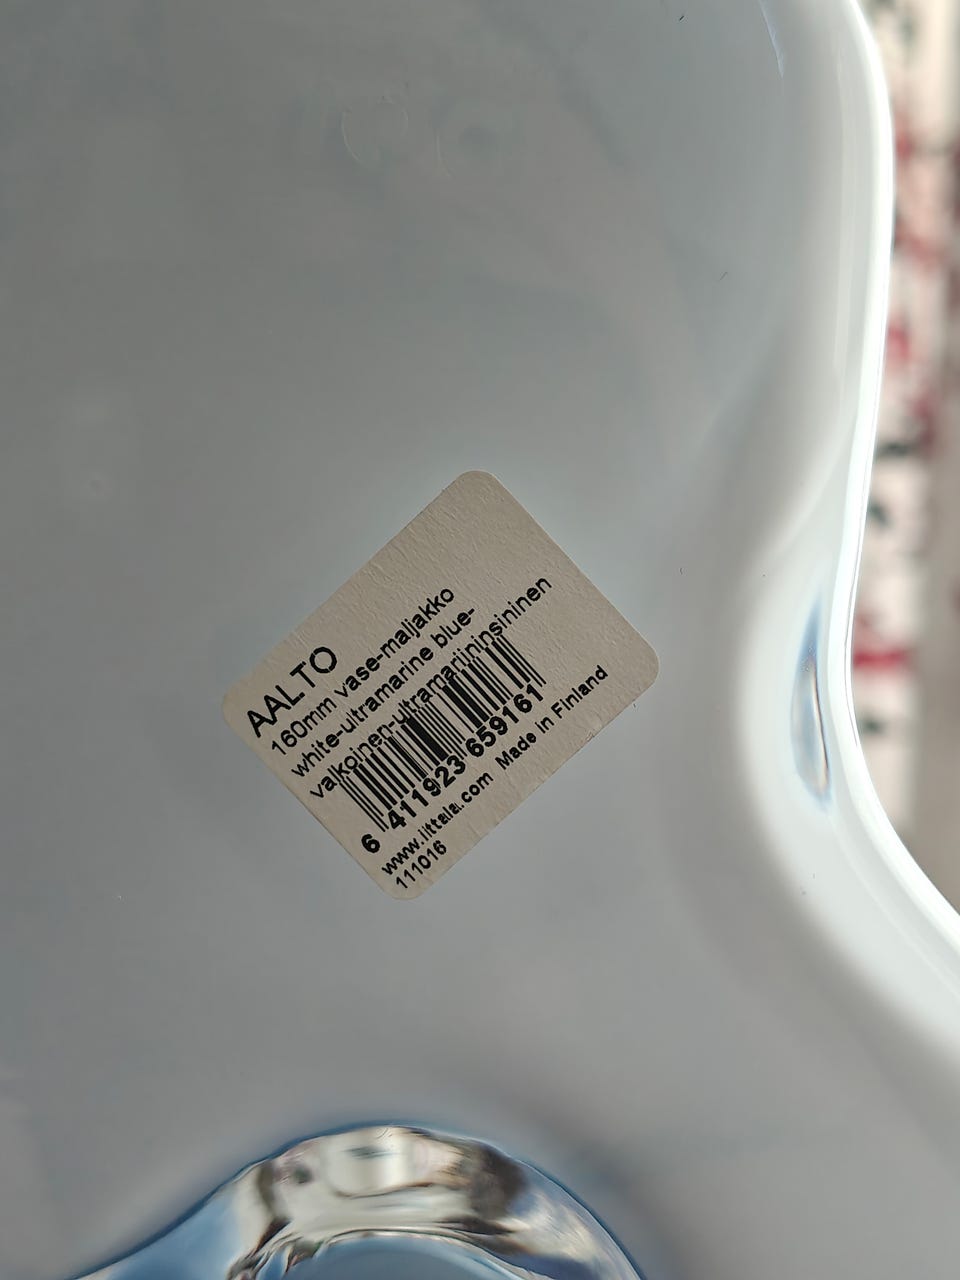 AALTO
160mm vase-maljakko
white-ultramarine blue-
valkoinen-ultramariininsininen
6 411923 659161
www.iittala.com Made in Finland
111016